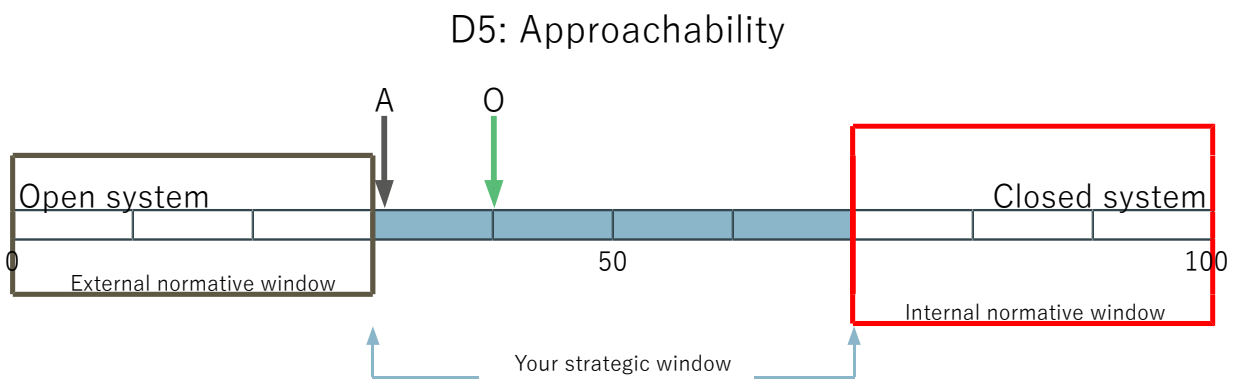 D5: Approachability
A
O
Open system
Closed system
0
50
100
External normative window
Internal normative window
Your strategic window